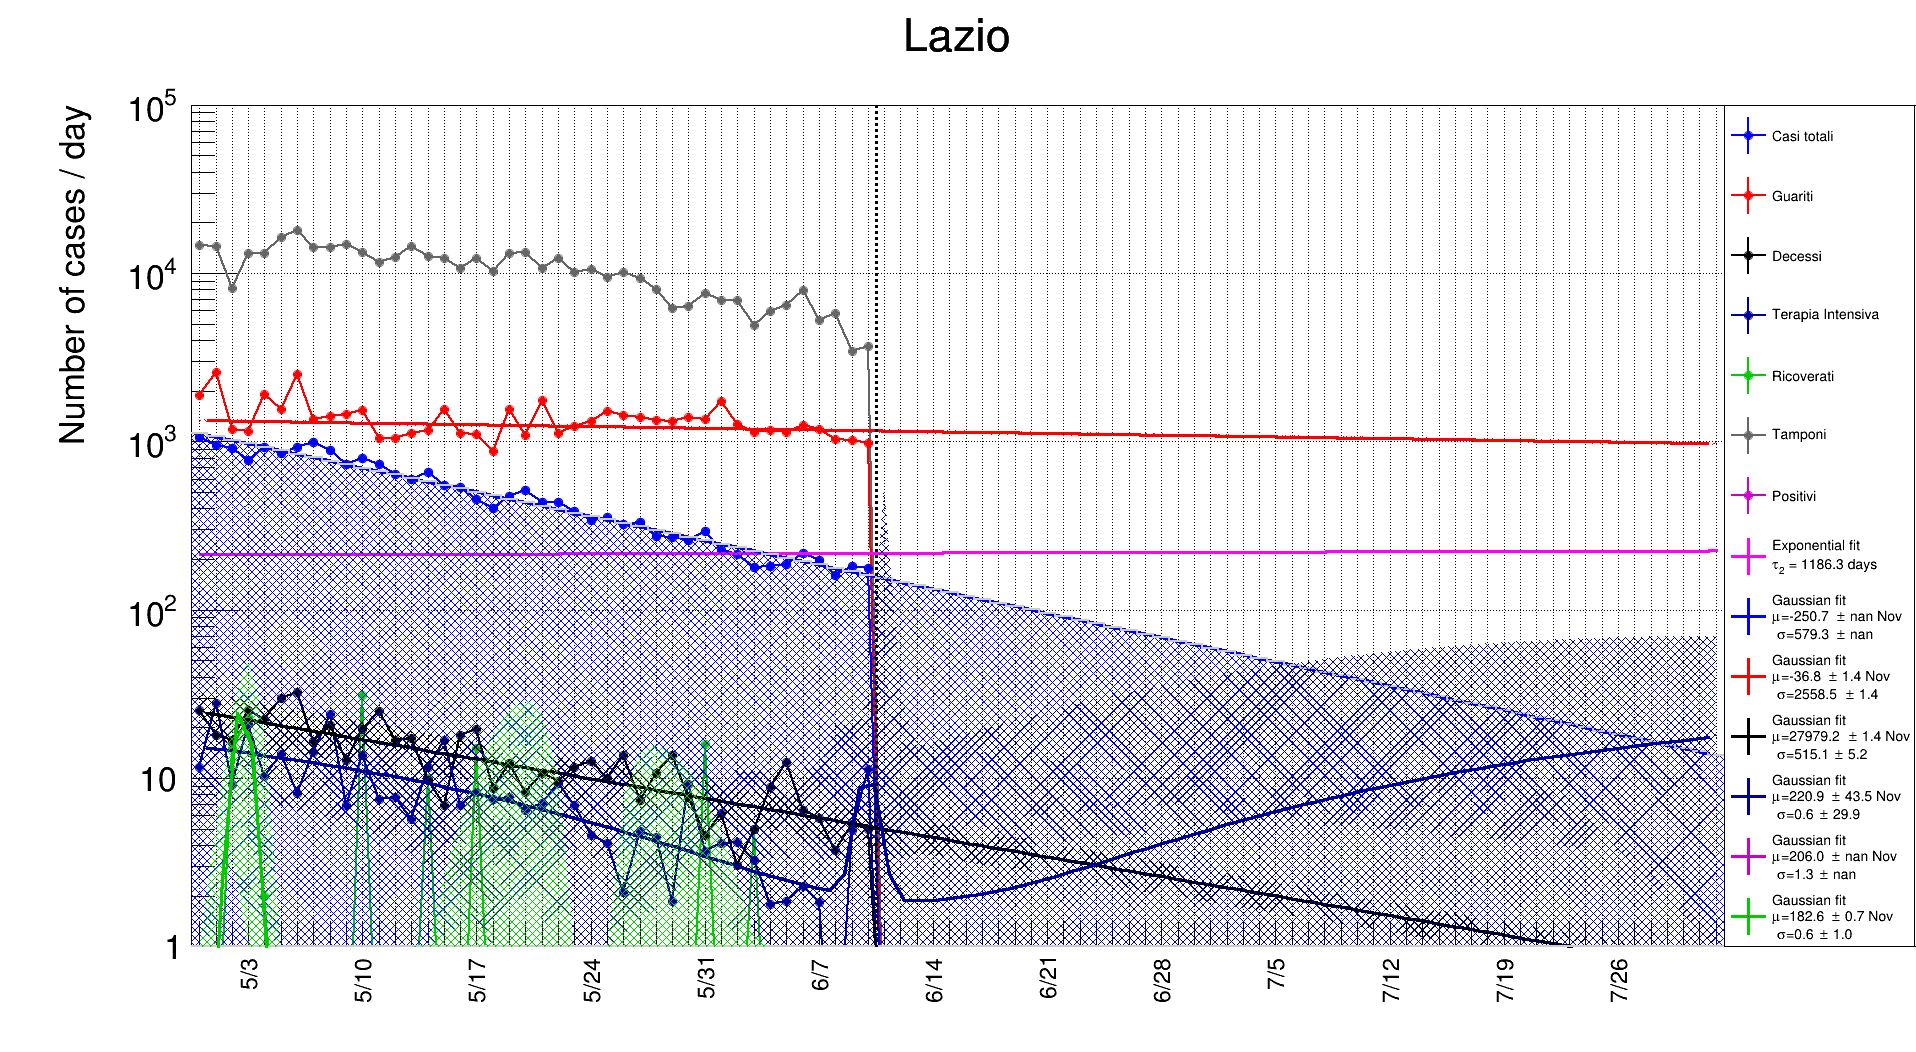 Lazio
Number of cases / day
10^5
10^4
10^3
10^2
10
1
5/3
5/10
5/17
5/24
5/31
6/7
6/14
6/21
6/28
7/5
7/12
7/19
7/26
Casi totali
Guariti
Decessi
Terapia Intensiva
Ricoverati
Tamponi
Positivi
Exponential fit
τ₂ = 1186.3 days
Gaussian fit
μ=-250.7 ± nan Nov
σ=579.3 ± nan
Gaussian fit
μ=-36.8 ± 1.4 Nov
σ=2558.5 ± 1.4
Gaussian fit
μ=27979.2 ± 1.4 Nov
σ=515.1 ± 5.2
Gaussian fit
μ=220.9 ± 43.5 Nov
σ=0.6 ± 29.9
Gaussian fit
μ=206.0 ± nan Nov
σ=1.3 ± nan
Gaussian fit
μ=182.6 ± 0.7 Nov
σ=0.6 ± 1.0